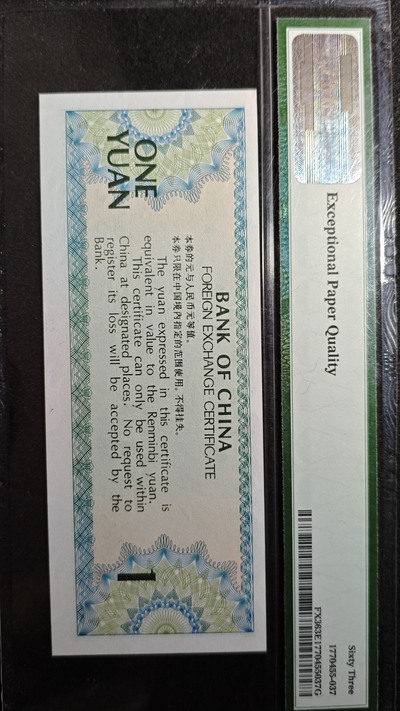 Exceptional Paper Quality
Sixty Three
1770455-037
FX363E1770455037G
BANK OF CHINA
FOREIGN EXCHANGE CERTIFICATE
本券的元与人民币元等值。
本券只限在中国境内指定的范围使用，不得挂失。
The yuan expressed in this certificate is
equivalent in value to the Renminbi yuan.
This certificate can only be used within
China at designated places. No request to
register its loss will be accepted by the
Bank.
ONE
YUAN
1